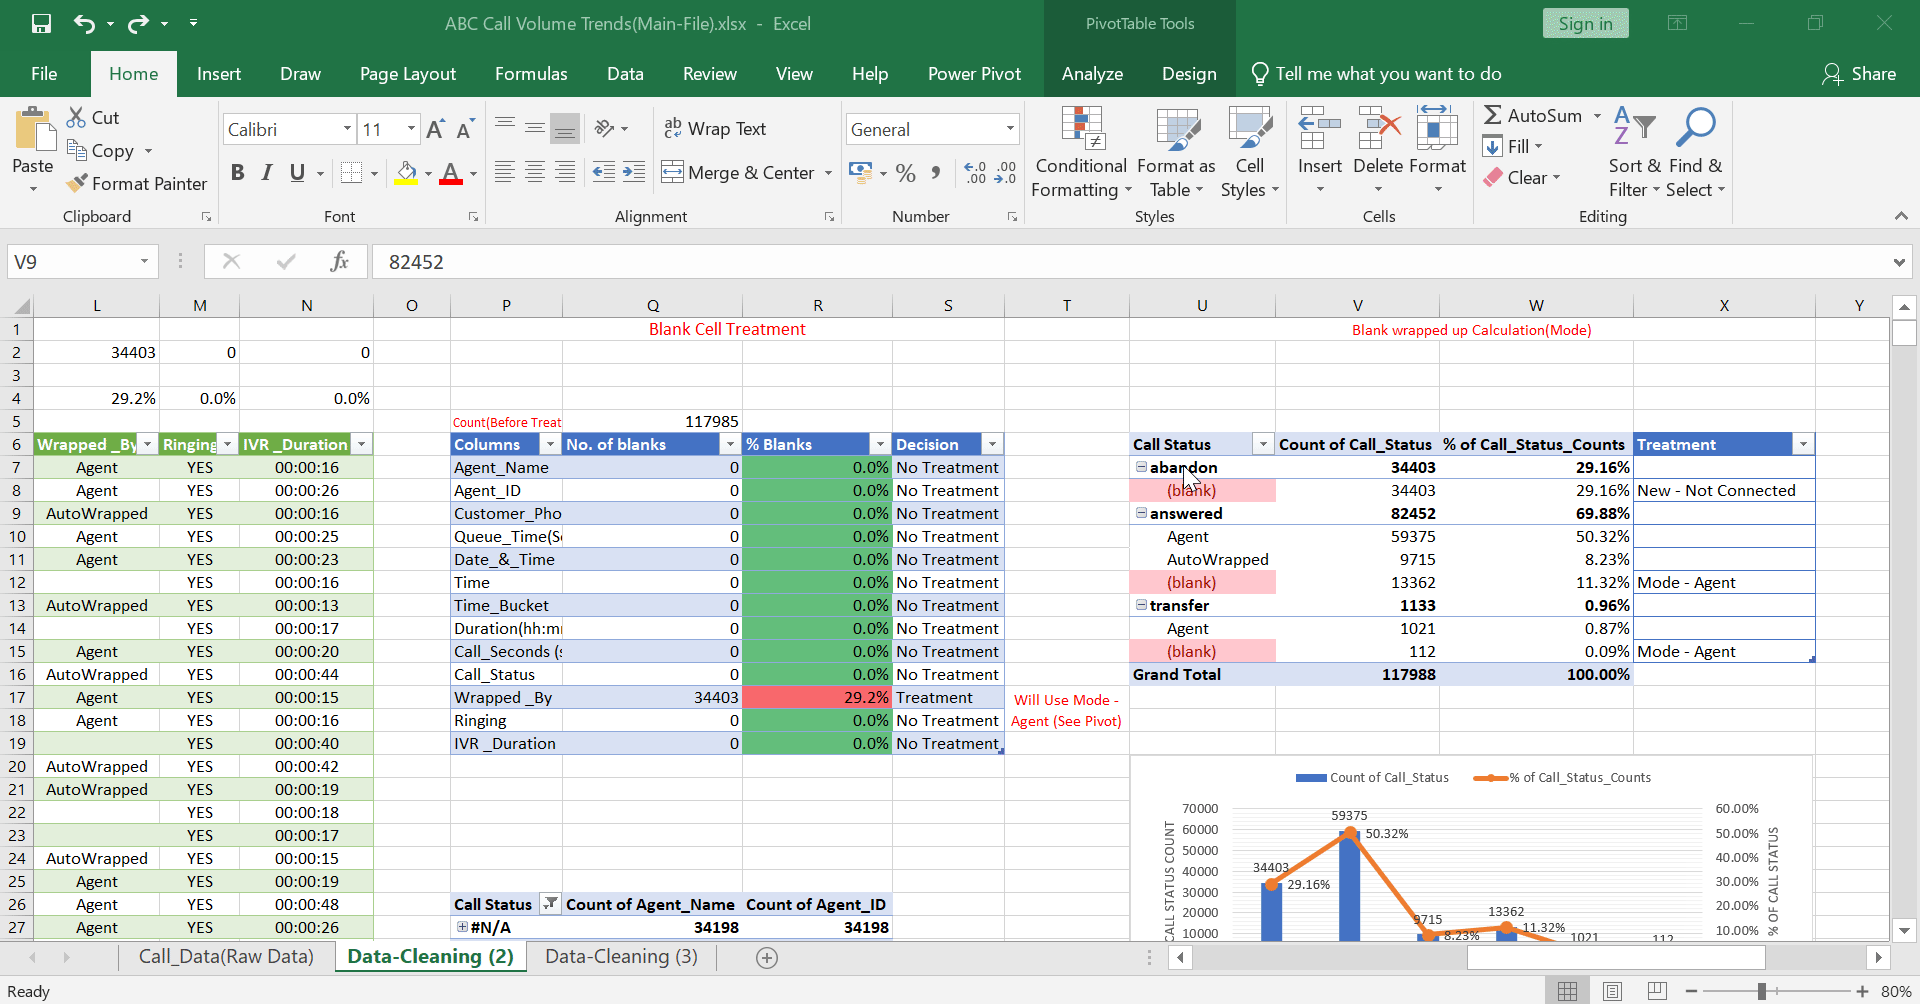 ABC Call Volume Trends(Main-File).xlsx - Excel
PivotTable Tools
Sign in
File Home Insert Draw Page Layout Formulas Data Review View Help Power Pivot Analyze Design Tell me what you want to do Share
Paste
Cut
Copy
Format Painter
Clipboard
Calibri 11
B I U
Font
Wrap Text
Merge & Center
Alignment
General
Number
Conditional Formatting
Format as Table
Cell Styles
Styles
Insert Delete Format
Cells
AutoSum
Fill
Clear
Sort & Filter
Find & Select
Editing
V9 fx 82452
L M N O P Q R S T U V W X Y
1 Blank Cell Treatment Blank wrapped up Calculation(Mode)
2 34403 0 0
3
4 29.2% 0.0% 0.0%
5 Count(Before Treat 117985
6 Wrapped _By Ringing IVR _Duration Columns No. of blanks % Blanks Decision Call Status Count of Call_Status % of Call_Status_Counts Treatment
7 Agent YES 00:00:16 Agent_Name 0 0.0% No Treatment abandon 34403 29.16%
8 Agent YES 00:00:26 Agent_ID 0 0.0% No Treatment (blank) 34403 29.16% New - Not Connected
9 AutoWrapped YES 00:00:16 Customer_Pho 0 0.0% No Treatment answered 82452 69.88%
10 Agent YES 00:00:25 Queue_Time(S 0 0.0% No Treatment Agent 59375 50.32%
11 Agent YES 00:00:23 Date_&_Time 0 0.0% No Treatment AutoWrapped 9715 8.23%
12 YES 00:00:16 Time 0 0.0% No Treatment (blank) 13362 11.32% Mode - Agent
13 AutoWrapped YES 00:00:13 Time_Bucket 0 0.0% No Treatment transfer 1133 0.96%
14 YES 00:00:17 Duration(hh:m 0 0.0% No Treatment Agent 1021 0.87%
15 Agent YES 00:00:20 Call_Seconds ( 0 0.0% No Treatment (blank) 112 0.09% Mode - Agent
16 AutoWrapped YES 00:00:44 Call_Status 0 0.0% No Treatment Grand Total 117988 100.00%
17 Agent YES 00:00:15 Wrapped _By 34403 29.2% Treatment Will Use Mode -
18 Agent YES 00:00:16 Ringing 0 0.0% No Treatment Agent (See Pivot)
19 YES 00:00:40 IVR _Duration 0 0.0% No Treatment
20 AutoWrapped YES 00:00:42
21 AutoWrapped YES 00:00:19
22 YES 00:00:18
23 YES 00:00:17
24 AutoWrapped YES 00:00:15
25 Agent YES 00:00:19
26 Agent YES 00:00:48 Call Status Count of Agent_Name Count of Agent_ID
27 Agent YES 00:00:26 #N/A 34198 34198
Count of Call_Status % of Call_Status_Counts
CALL STATUS COUNT
70000
60000
50000
40000
30000
20000
10000
34403 59375 9715 13362 1021 112
29.16% 50.32% 8.23% 11.32%
60.00%
50.00%
40.00%
30.00%
20.00%
10.00%
% OF CALL STATUS
Call_Data(Raw Data) Data-Cleaning (2) Data-Cleaning (3)
Ready 80%